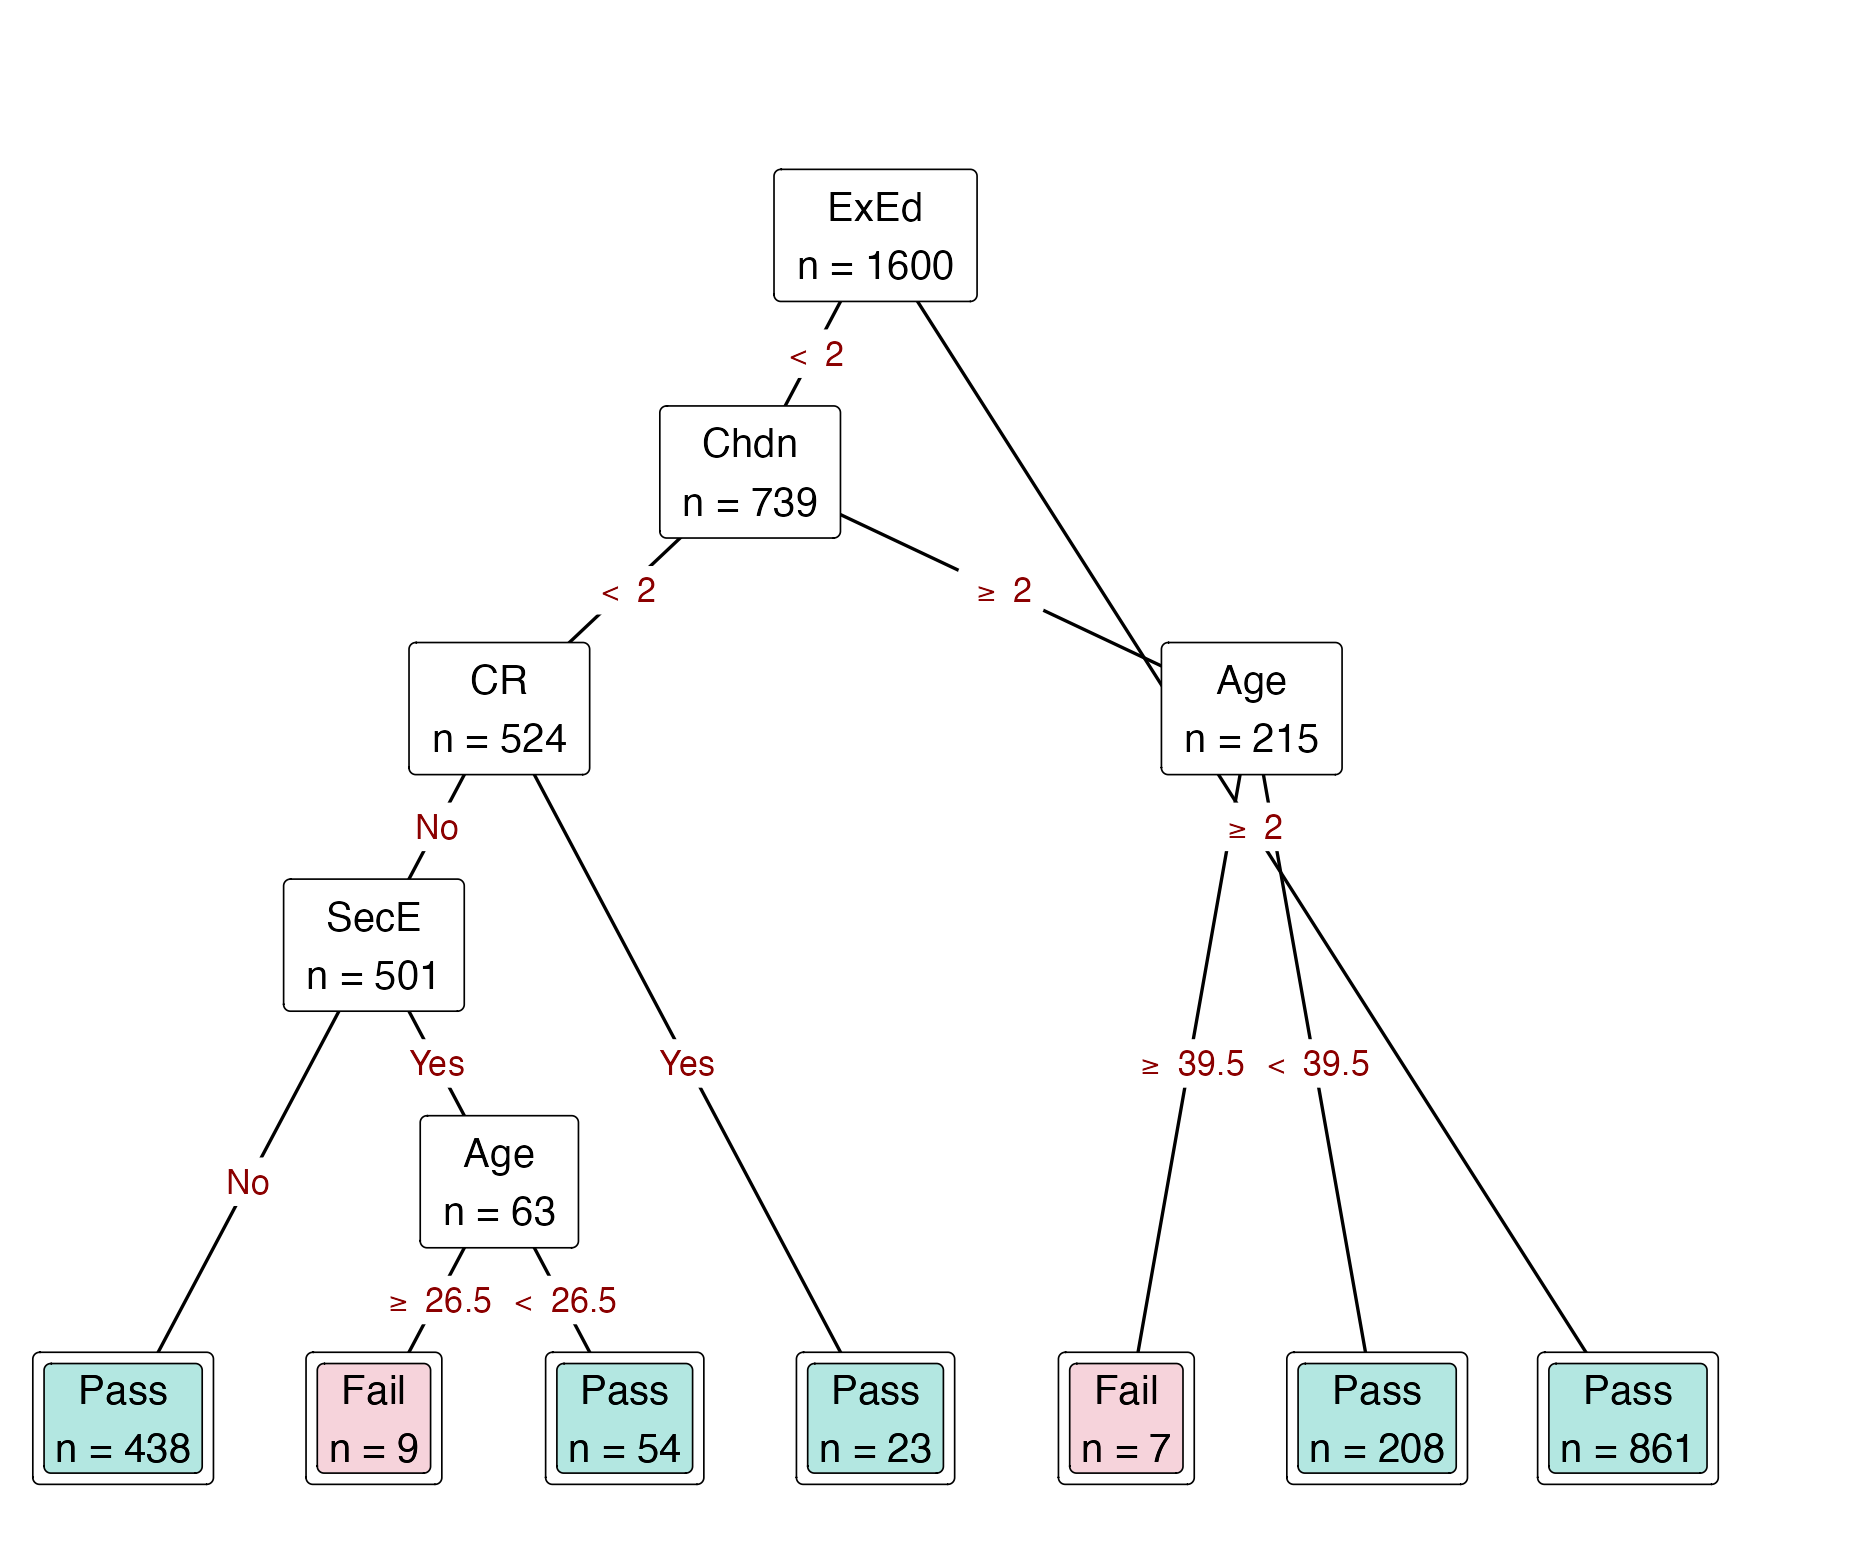 ExEd
n = 1600
< 2
Chdn
n = 739
< 2
≥ 2
CR
n = 524
Age
n = 215
No
≥ 2
SecE
n = 501
Yes
Yes
≥ 39.5
< 39.5
Age
n = 63
No
≥ 26.5
< 26.5
Pass
n = 438
Fail
n = 9
Pass
n = 54
Pass
n = 23
Fail
n = 7
Pass
n = 208
Pass
n = 861